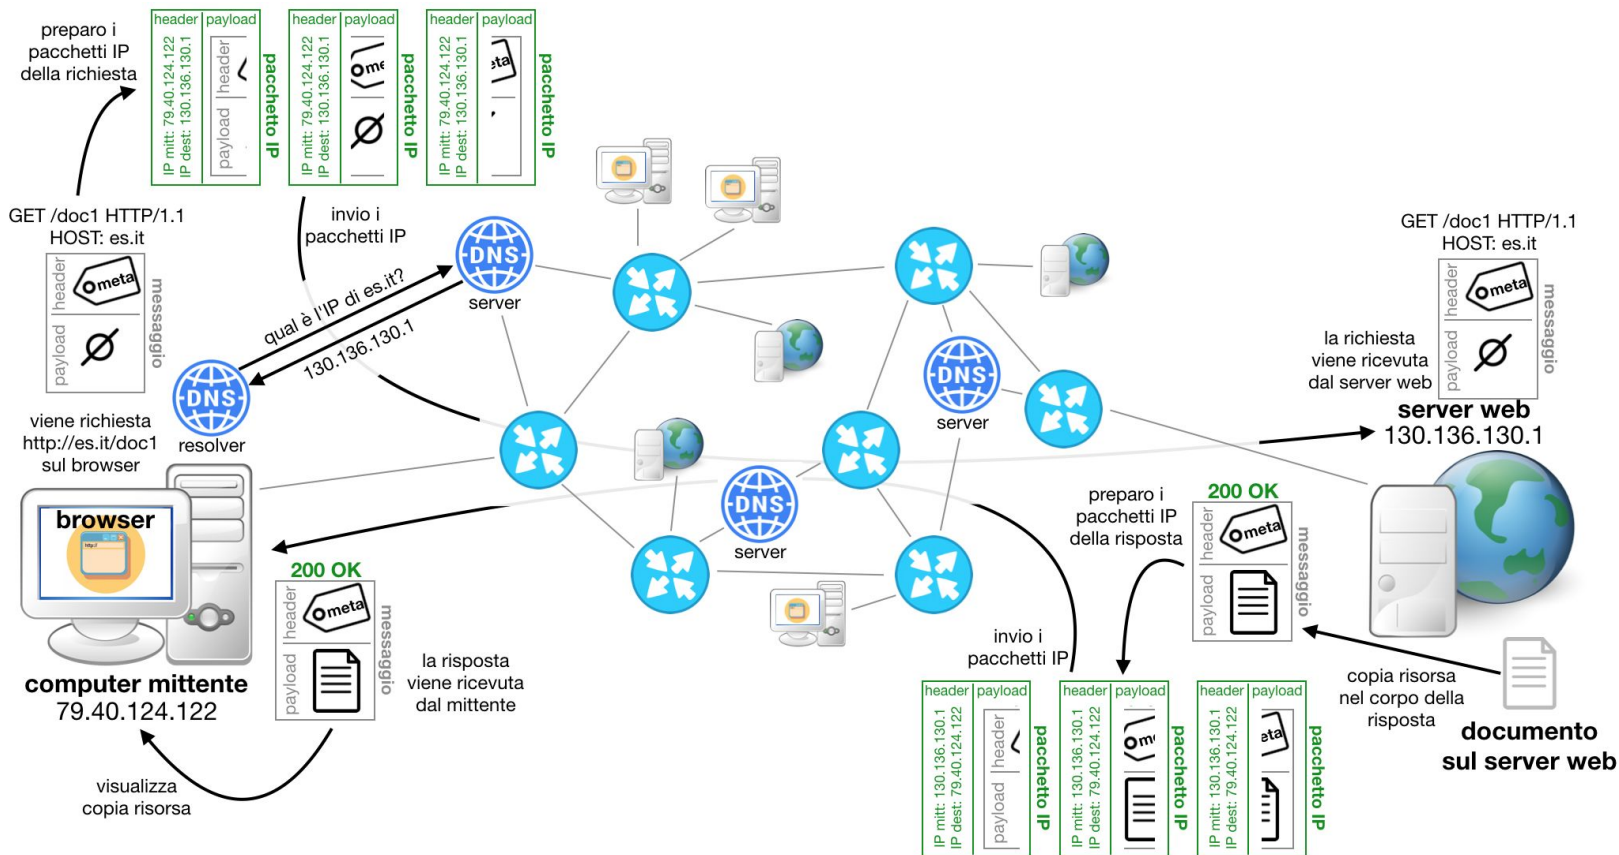 preparo i
pacchetti IP
della richiesta
header
payload
IP mitt: 79.40.124.122
IP dest: 130.136.130.1
header
payload
pacchetto IP
header
payload
IP mitt: 79.40.124.122
IP dest: 130.136.130.1
me
pacchetto IP
header
payload
IP mitt: 79.40.124.122
IP dest: 130.136.130.1
eta
pacchetto IP
GET /doc1 HTTP/1.1
HOST: es.it
header
meta
payload
messaggio
invio i
pacchetti IP
DNS
server
qual è l'IP di es.it?
130.136.130.1
DNS
resolver
viene richiesta
http://es.it/doc1
sul browser
browser
http://
computer mittente
79.40.124.122
200 OK
header
meta
payload
messaggio
la risposta
viene ricevuta
dal mittente
visualizza
copia risorsa
DNS
server
DNS
server
GET /doc1 HTTP/1.1
HOST: es.it
header
meta
payload
messaggio
la richiesta
viene ricevuta
dal server web
server web
130.136.130.1
preparo i
pacchetti IP
della risposta
200 OK
header
meta
payload
messaggio
copia risorsa
nel corpo della
risposta
documento
sul server web
invio i
pacchetti IP
header
payload
IP mitt: 130.136.130.1
IP dest: 79.40.124.122
header
payload
pacchetto IP
header
payload
IP mitt: 130.136.130.1
IP dest: 79.40.124.122
me
pacchetto IP
header
payload
IP mitt: 130.136.130.1
IP dest: 79.40.124.122
eta
pacchetto IP